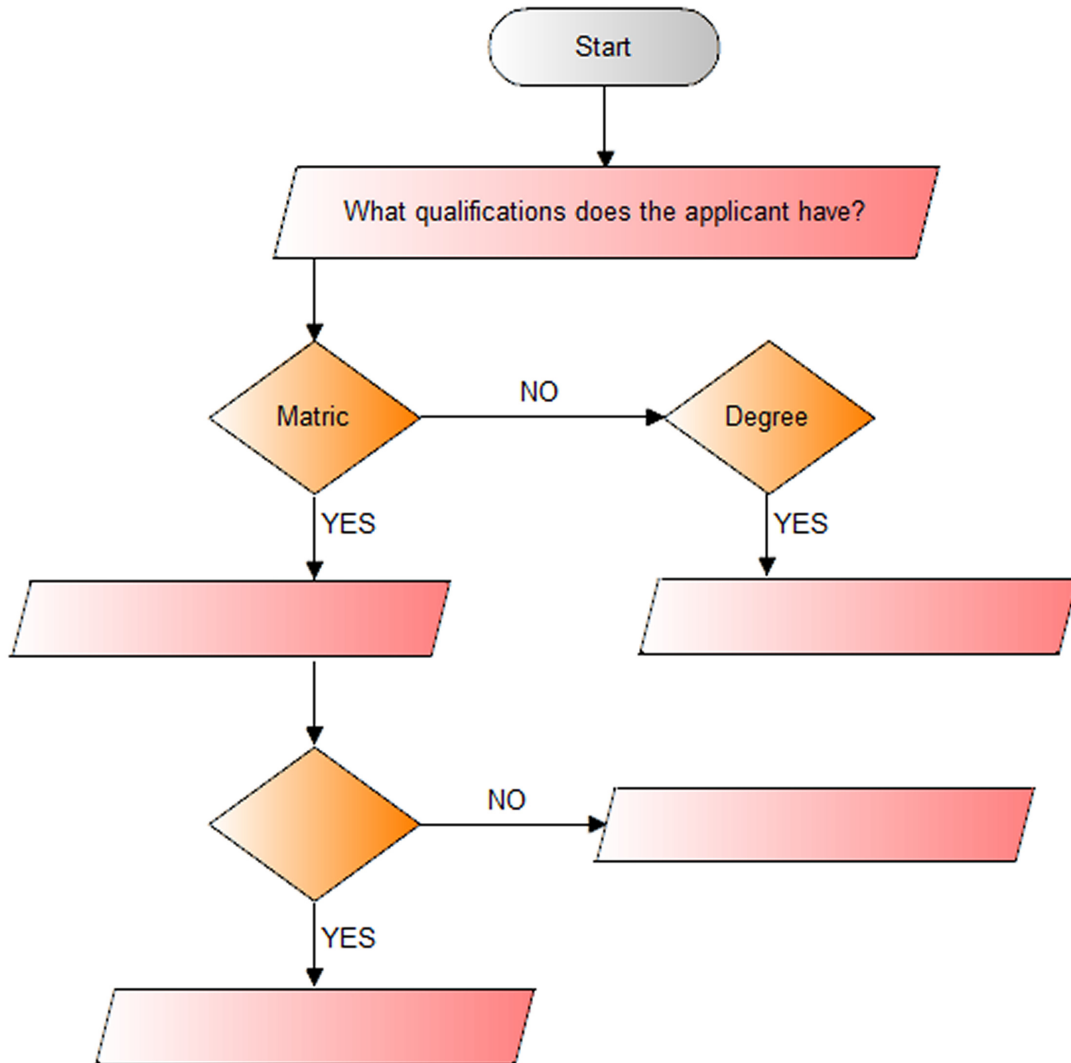 Start
What qualifications does the applicant have?
Matric
NO
Degree
YES
YES
NO
YES